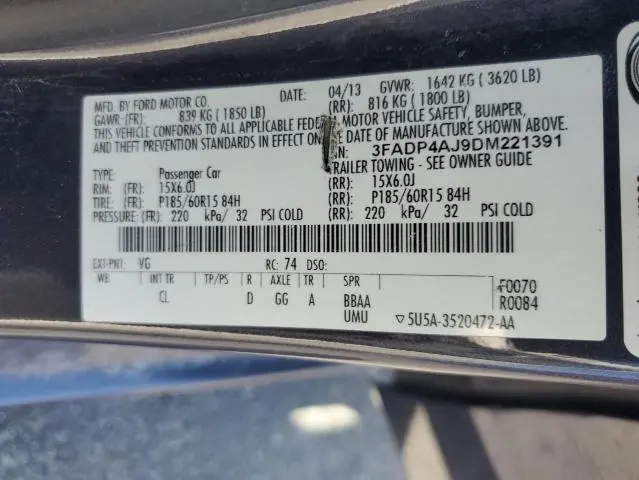 MFD. BY FORD MOTOR CO. DATE: 04/13 GVWR: 1642 KG ( 3620 LB)
GAWR: (FR): 839 KG ( 1850 LB) (RR): 816 KG ( 1800 LB)
THIS VEHICLE CONFORMS TO ALL APPLICABLE MOTOR VEHICLE SAFETY, BUMPER,
AND THEFT PREVENTION STANDARDS IN EFFECT ON DATE OF MANUFACTURE SHOWN ABOVE.
3FADP4AJ9DM221391
TRAILER TOWING - SEE OWNER GUIDE
TYPE: Passenger Car
RIM: (FR): 15X6.0J (RR): 15X6.0J
TIRE: (FR): P185/60R15 84H (RR): P185/60R15 84H
PRESSURE: (FR): 220 kPa/ 32 PSI COLD (RR): 220 kPa/ 32 PSI COLD
EXT-PNT: VG RC: 74 DSO:
WB INT TR TP/PS R AXLE TR SPR F0070
CL D GG A BBAA R0084
UMU ▽5U5A-3520472-AA